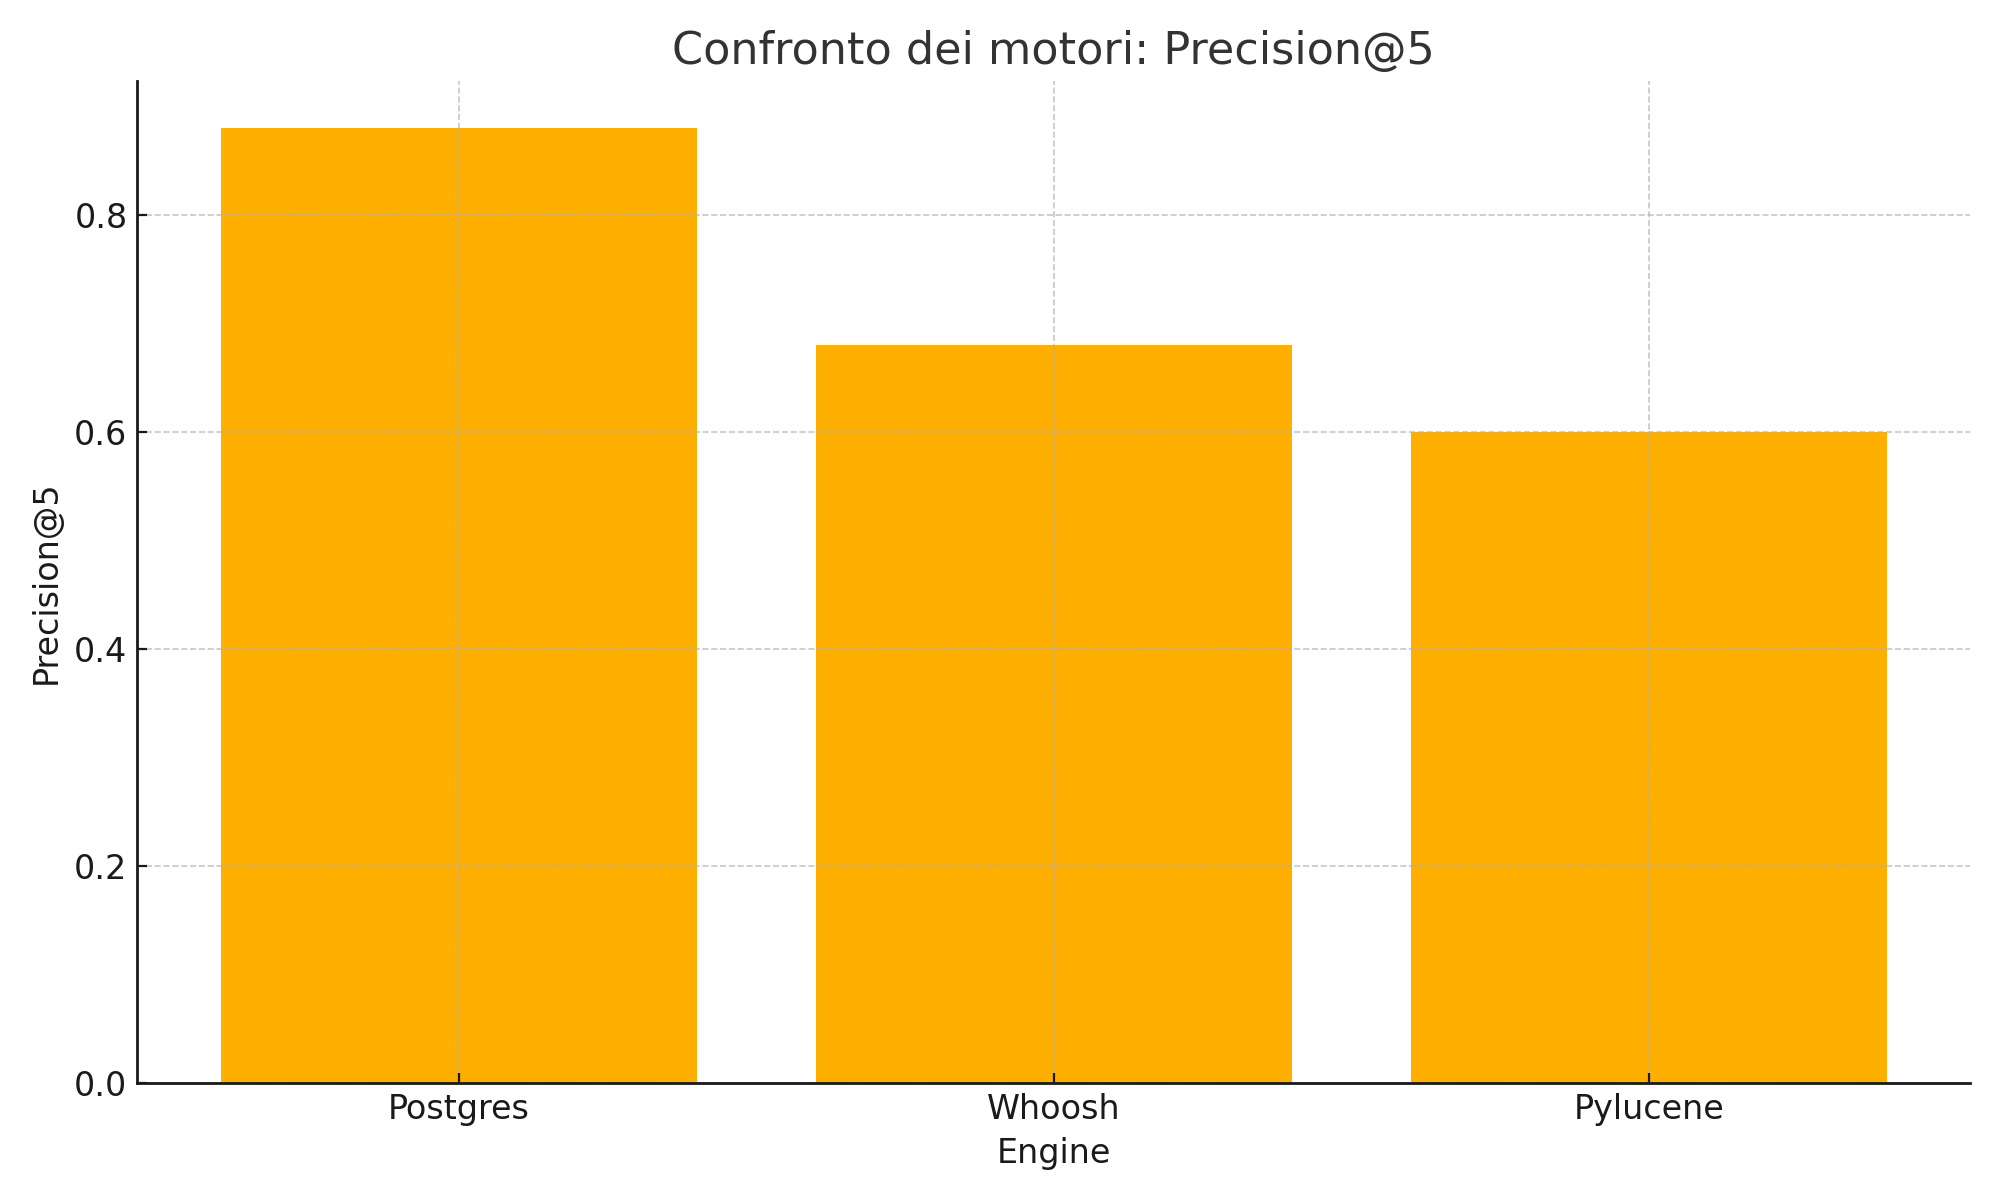 Confronto dei motori: Precision@5
Precision@5
0.8
0.6
0.4
0.2
0.0
Postgres
Whoosh
Pylucene
Engine